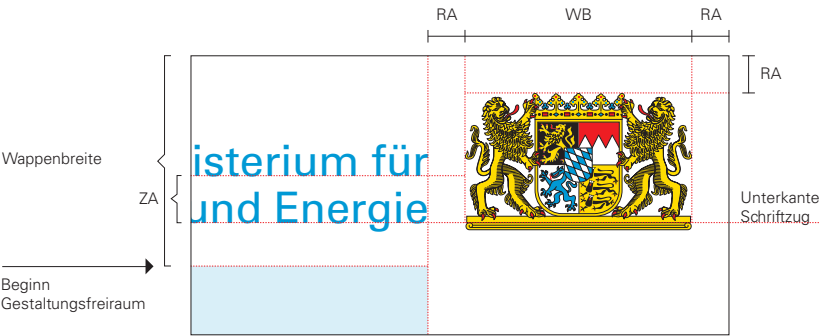 RA WB RA
RA
Wappenbreite
isterium für
ZA
und Energie
Unterkante
Schriftzug
Beginn
Gestaltungsfreiraum